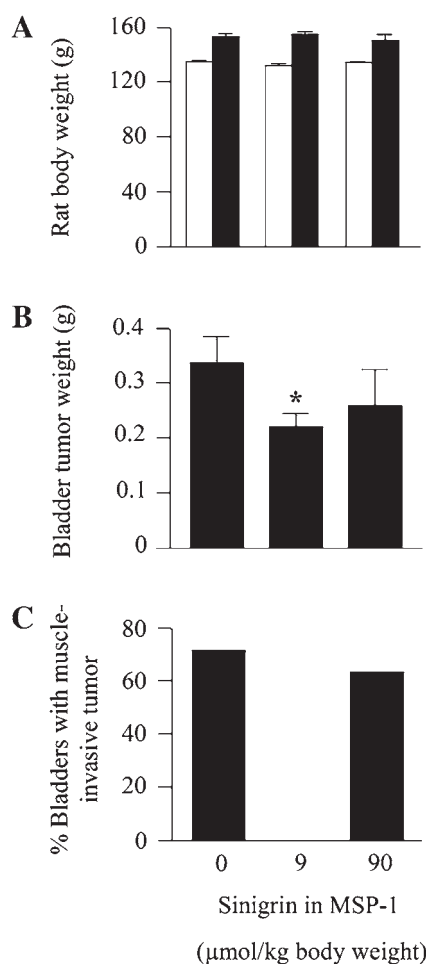 A
Rat body weight (g)
160
120
80
40
0
B
Bladder tumor weight (g)
0.4
0.3
0.2
0.1
0
*
C
% Bladders with muscle-
invasive tumor
80
60
40
20
0
0 9 90
Sinigrin in MSP-1
(μmol/kg body weight)